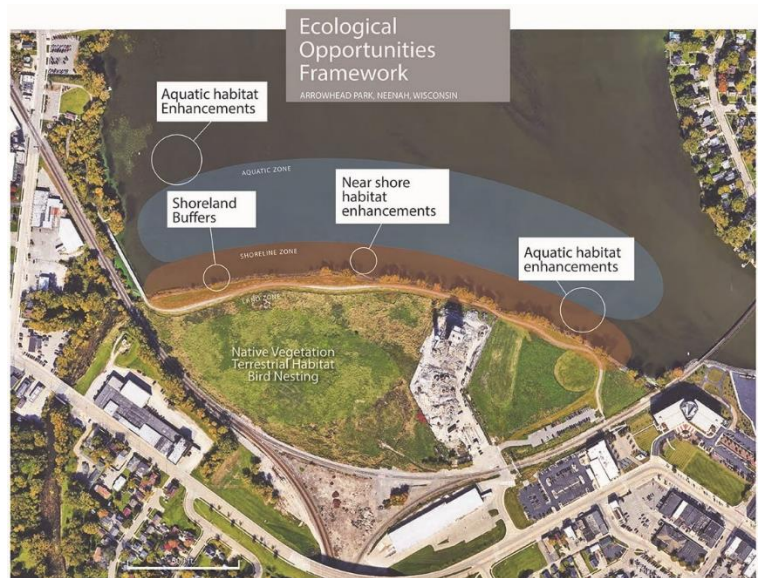 Ecological
Opportunities
Framework
ARROWHEAD PARK, NEENAH, WISCONSIN
Aquatic habitat
Enhancements
AQUATIC ZONE
Shoreland
Buffers
Near shore
habitat
enhancements
SHORELINE ZONE
Aquatic habitat
enhancements
LAND ZONE
Native Vegetation
Terrestrial Habitat
Bird Nesting